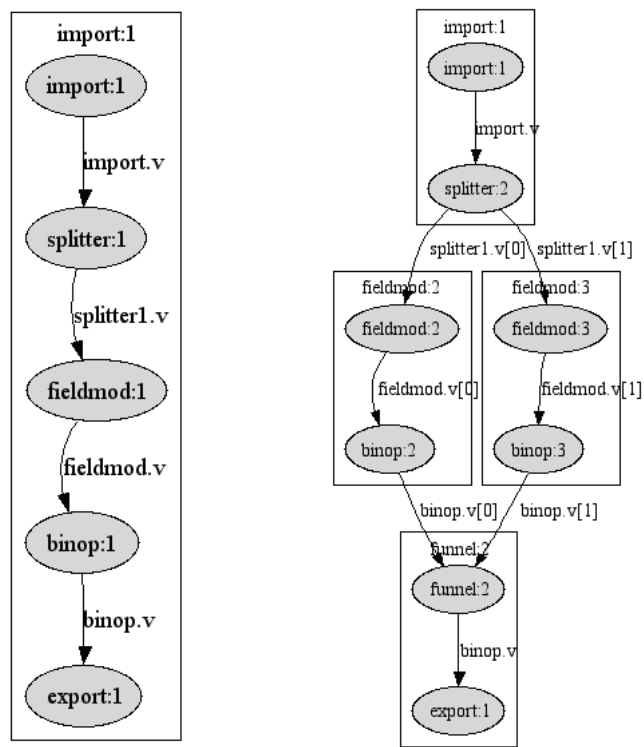 import:1
import:1
import.v
splitter:1
splitter1.v
fieldmod:1
fieldmod.v
binop:1
binop.v
export:1
import:1
import:1
import.v
splitter:2
splitter1.v[0] splitter1.v[1]
fieldmod:2 fieldmod:3
fieldmod:2 fieldmod:3
fieldmod.v[0] fieldmod.v[1]
binop:2 binop:3
binop.v[0] binop.v[1]
funnel:2
funnel:2
binop.v
export:1